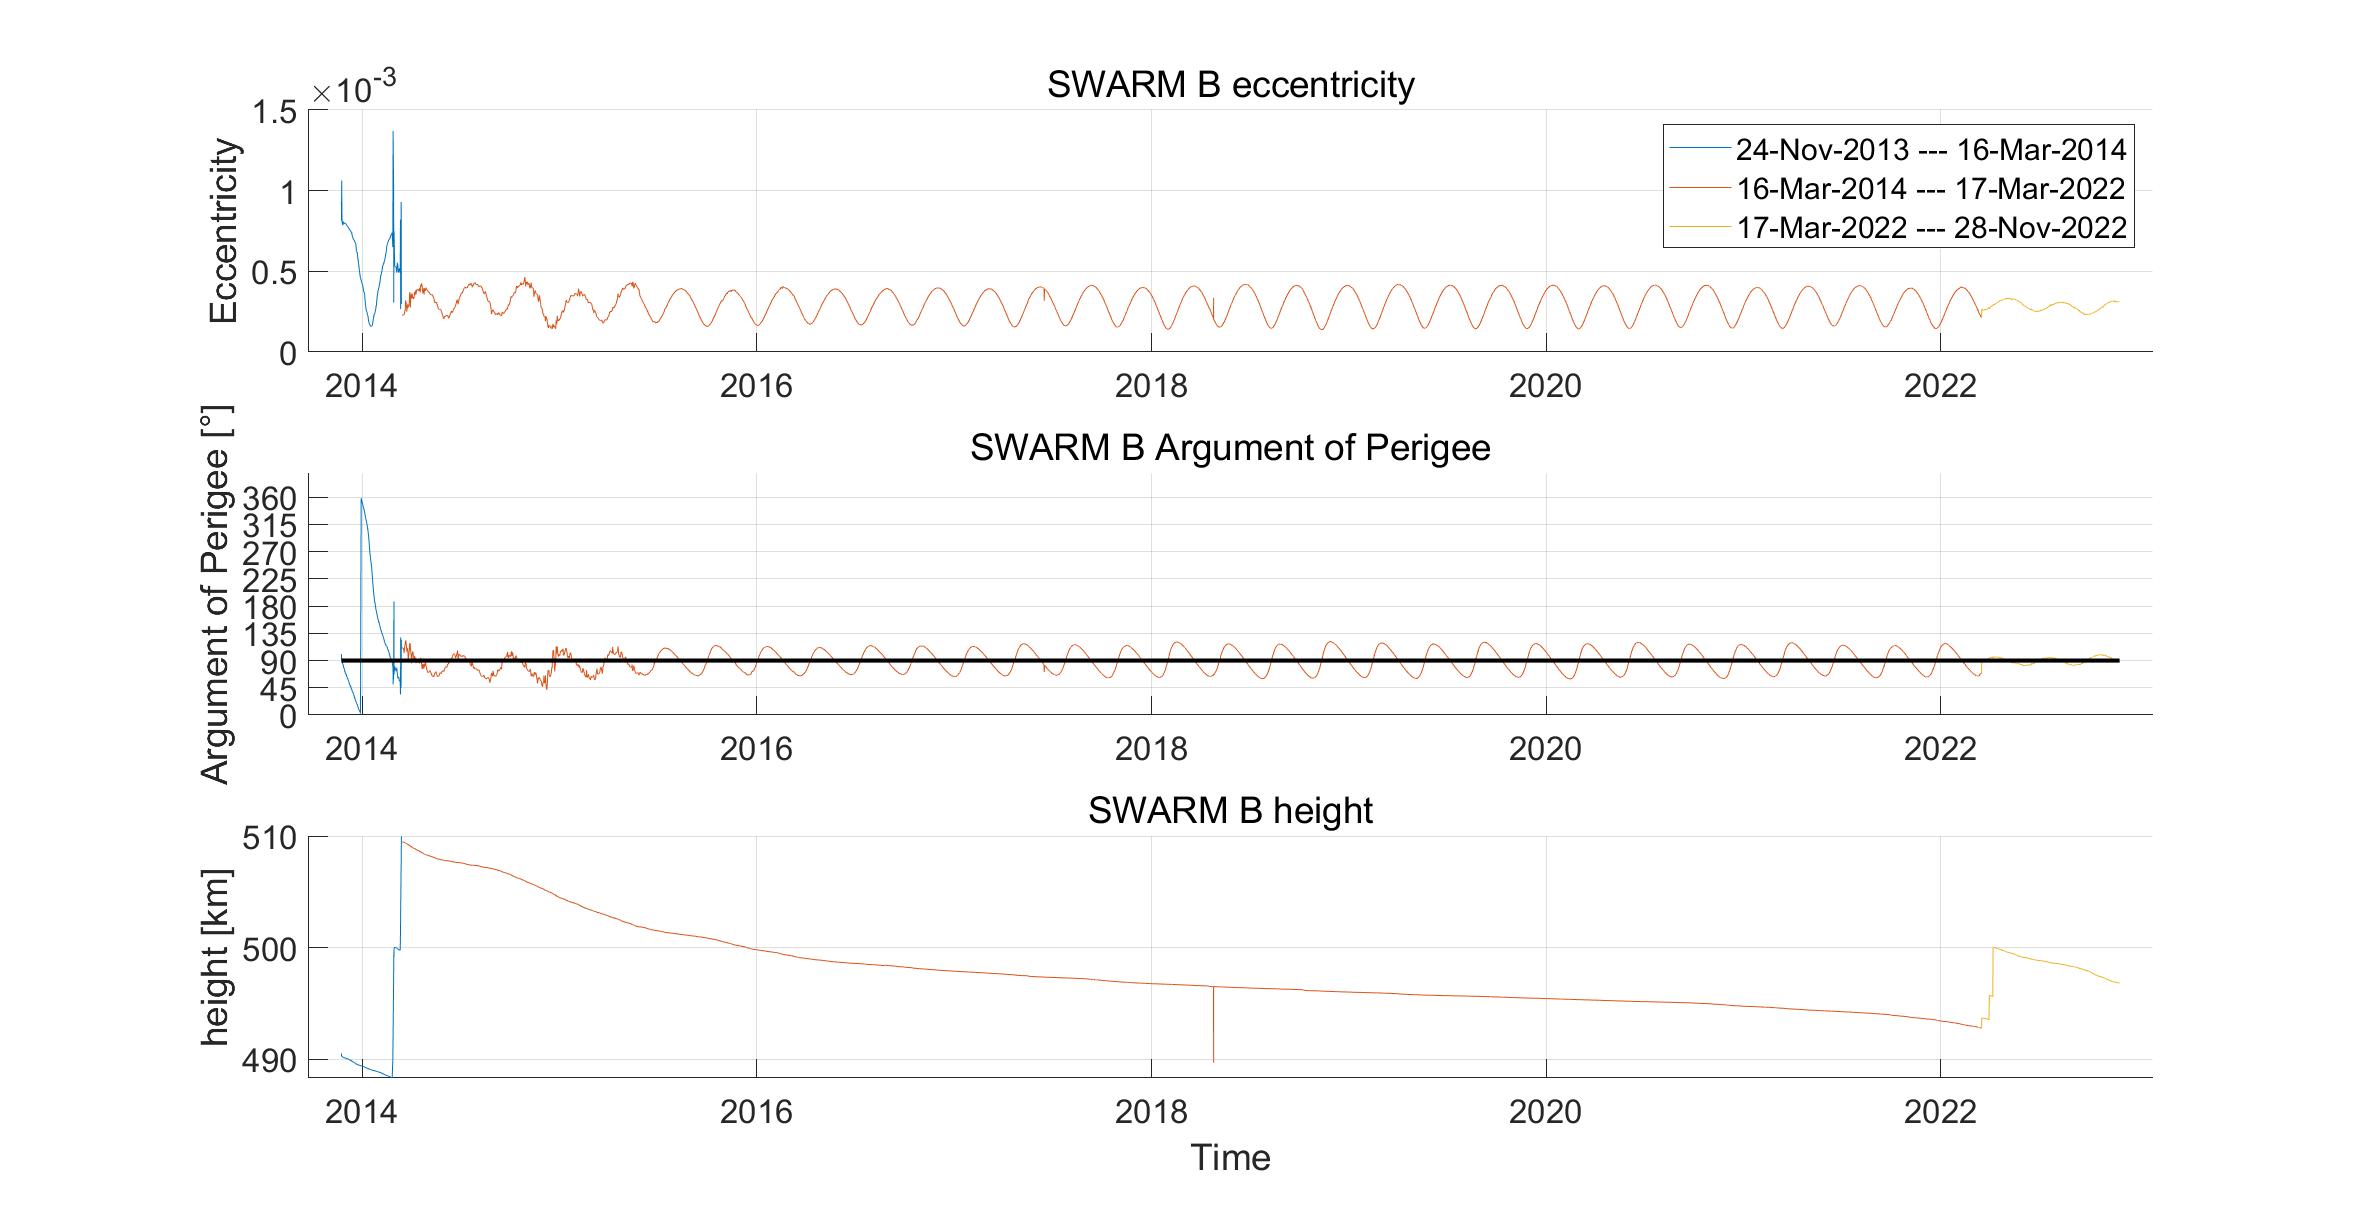 SWARM B eccentricity
×10-3
Eccentricity
1.5
1
0.5
0
24-Nov-2013 --- 16-Mar-2014
16-Mar-2014 --- 17-Mar-2022
17-Mar-2022 --- 28-Nov-2022
2014 2016 2018 2020 2022
SWARM B Argument of Perigee
Argument of Perigee [°]
360
315
270
225
180
135
90
45
0
2014 2016 2018 2020 2022
SWARM B height
height [km]
510
500
490
2014 2016 2018 2020 2022
Time